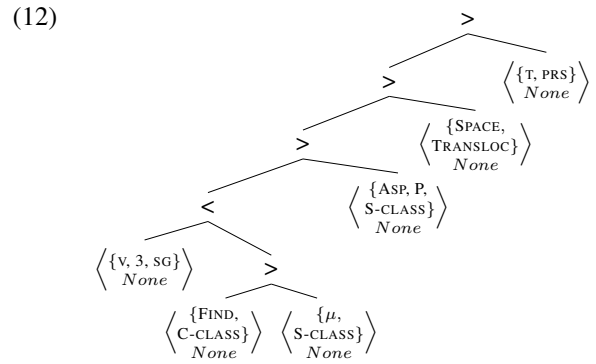 (12)
>
> ⟨{T, PRS} None⟩
> ⟨{SPACE, TRANSLOC} None⟩
< ⟨{ASP, P, S-CLASS} None⟩
⟨{V, 3, SG} None⟩ >
⟨{FIND, C-CLASS} None⟩ ⟨{μ, S-CLASS} None⟩